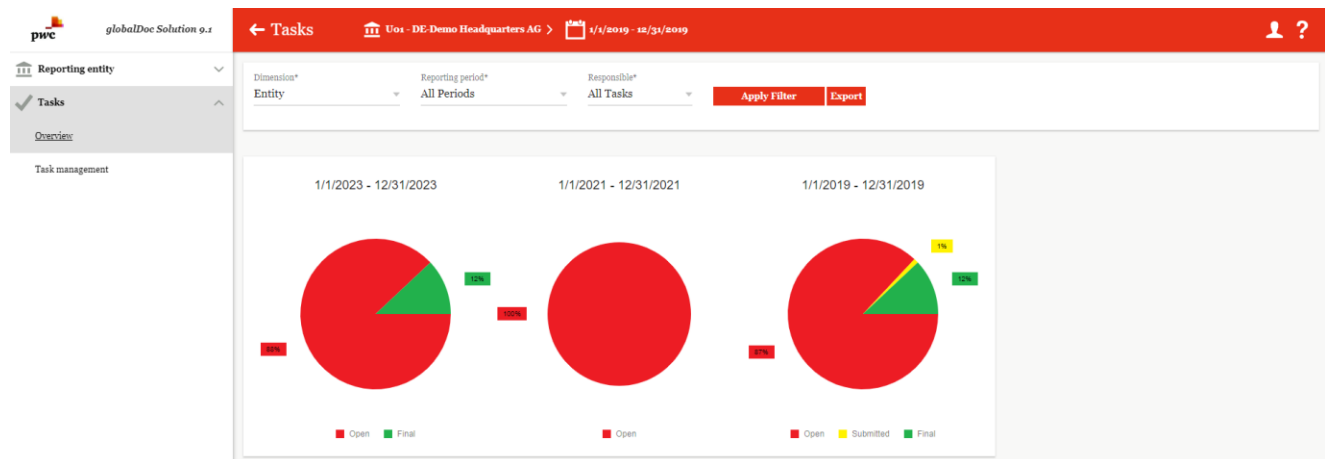 pwc globalDoc Solution 9.1
← Tasks
U01 - DE-Demo Headquarters AG > 1/1/2019 - 12/31/2019
?
Reporting entity
Tasks
Overview
Task management
Dimension* Reporting period* Responsible*
Entity All Periods All Tasks Apply Filter Export
1/1/2023 - 12/31/2023 1/1/2021 - 12/31/2021 1/1/2019 - 12/31/2019
1%
12% 12%
100%
88% 87%
Open Final Open Open Submitted Final